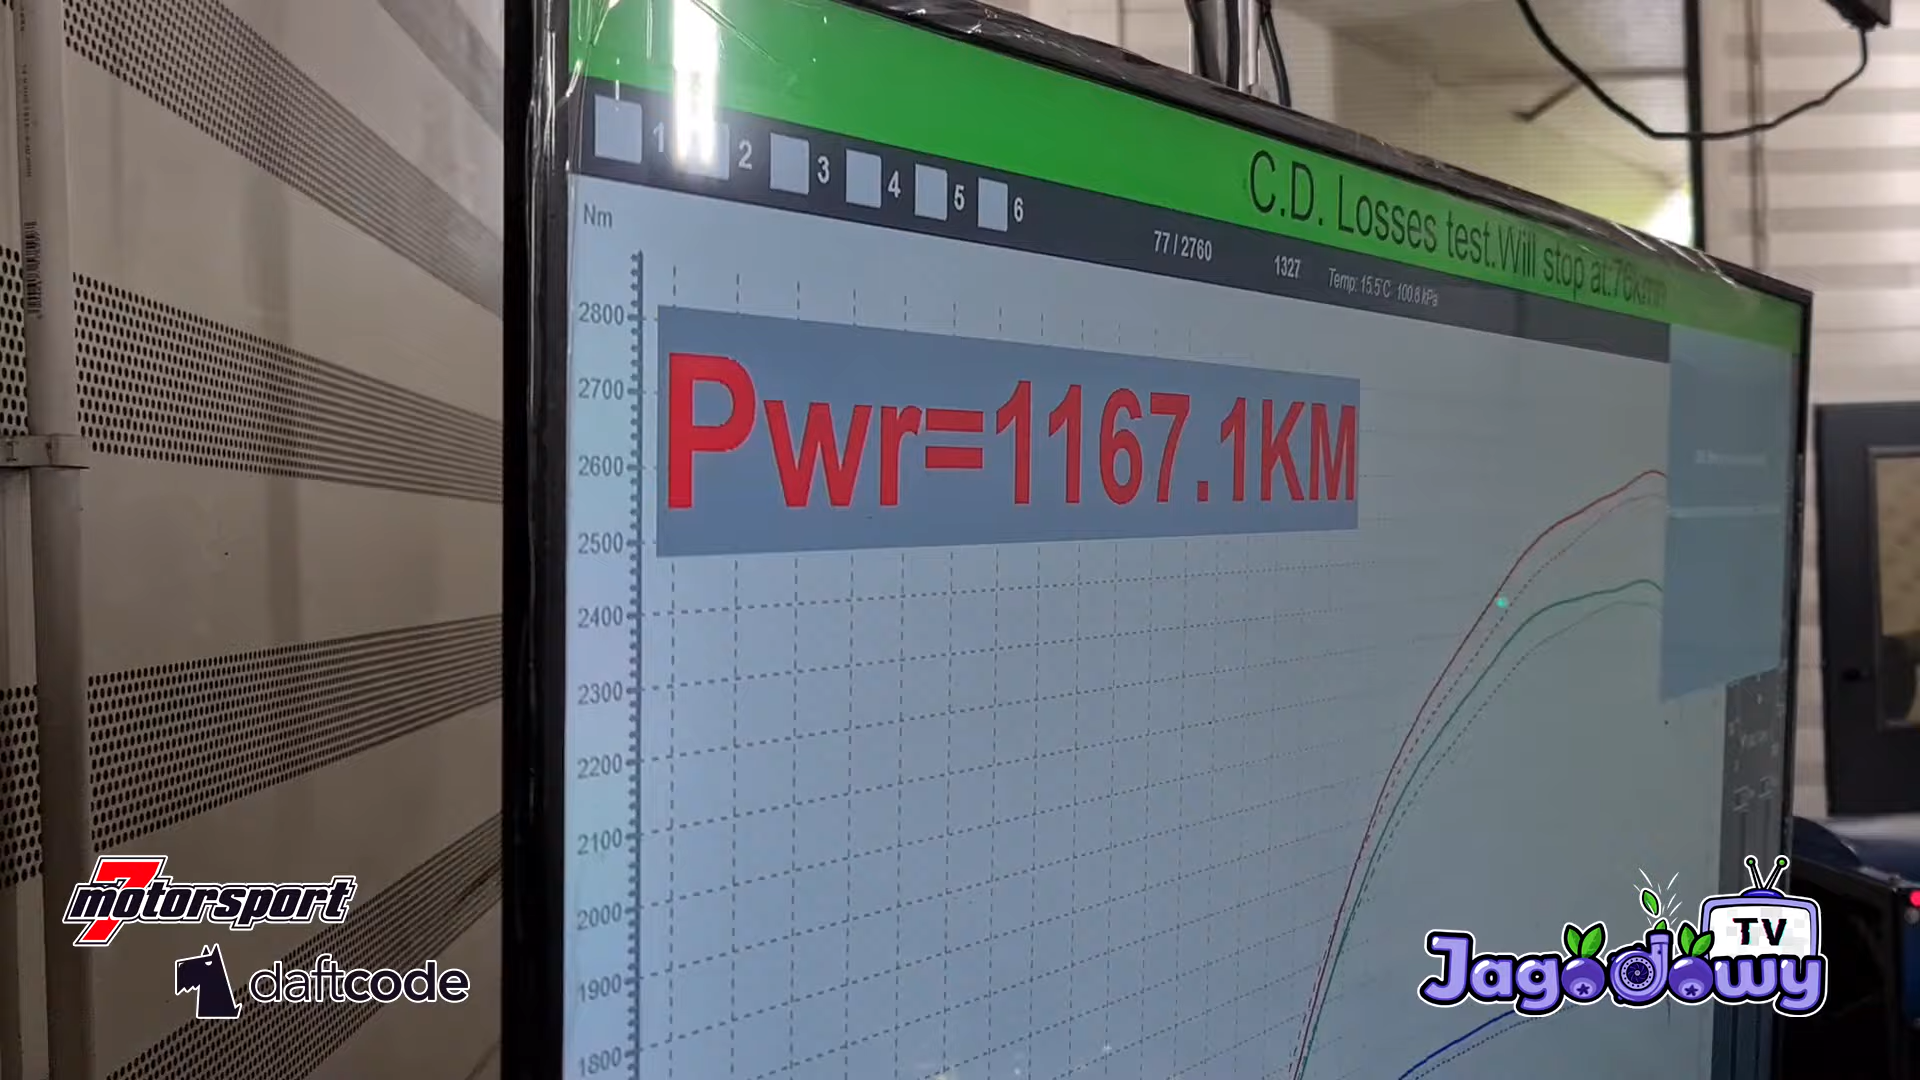 C.D. Losses test.Will stop at:76km/h
1 2 3 4 5 6
77 / 2760
1327
Temp: 15.5°C 100.6 kPa
Nm
2800
Pwr=1167.1KM
2700
2600
2500
2400
2300
2200
2100
2000
1900
1800
7 motorsport
daftcode
Jagodowy TV